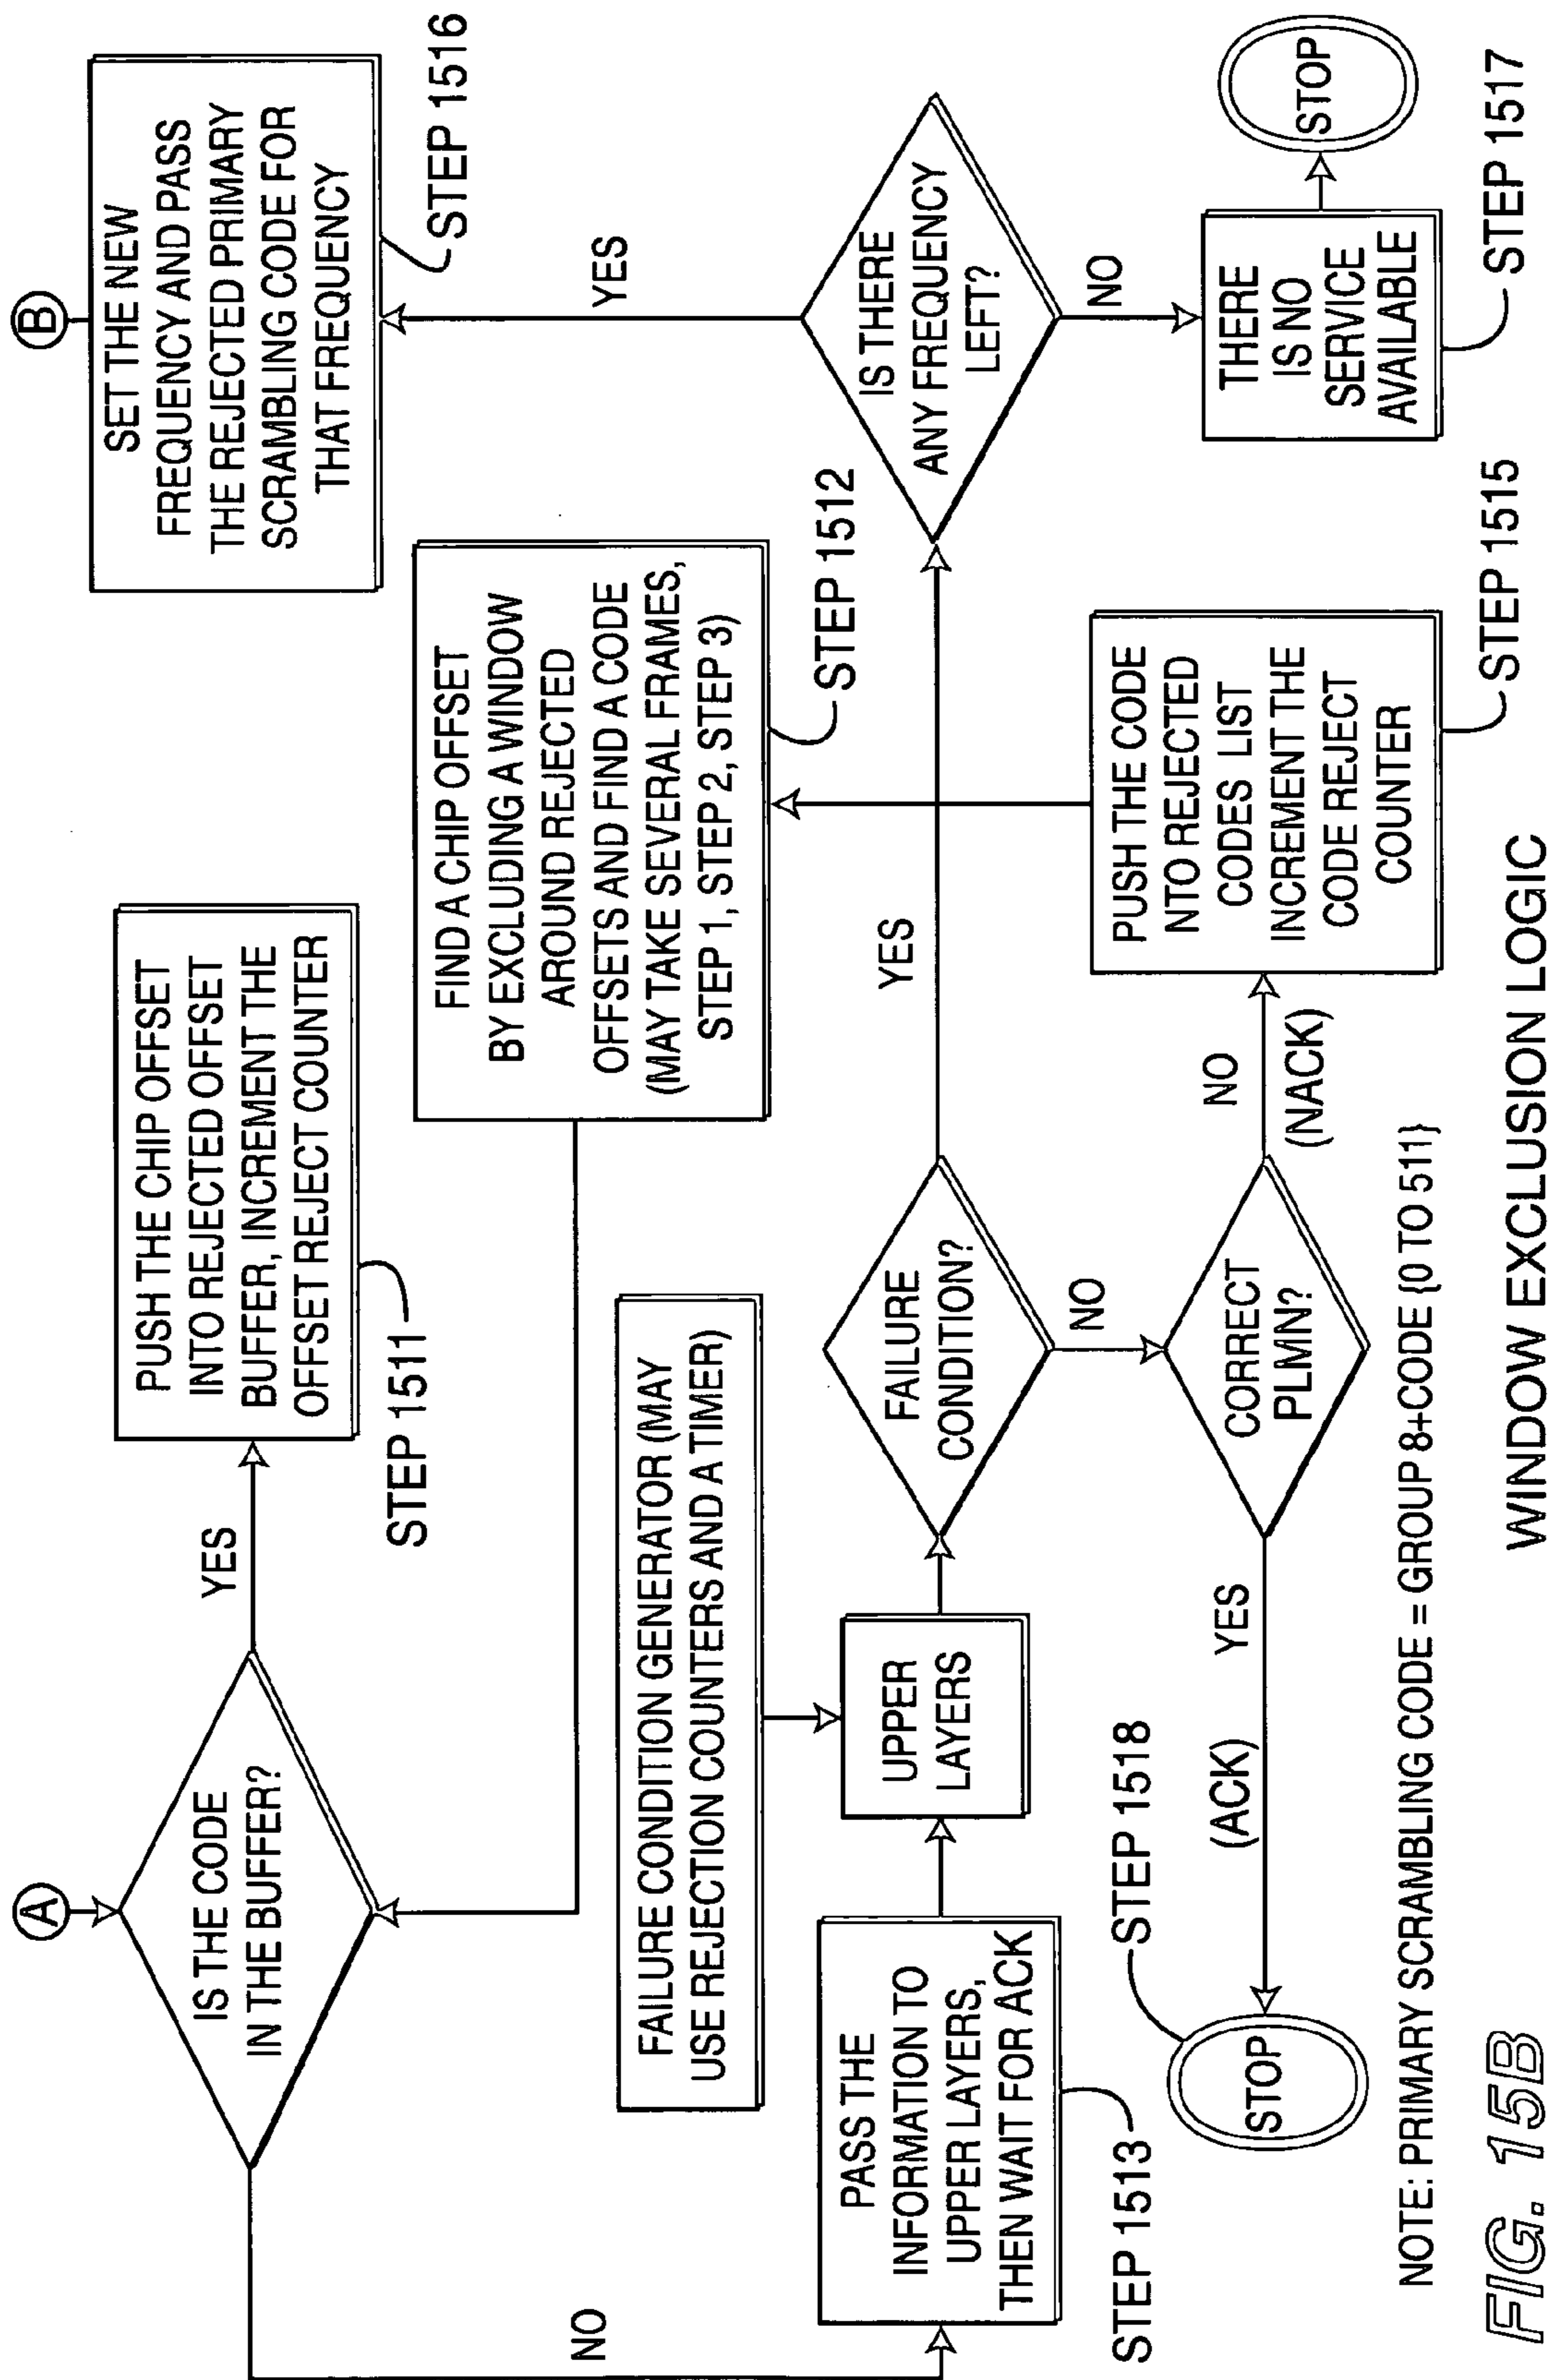 A
IS THE CODE
IN THE BUFFER?
YES
PUSH THE CHIP OFFSET
INTO REJECTED OFFSET
BUFFER, INCREMENT THE
OFFSET REJECT COUNTER
STEP 1511
B
SET THE NEW
FREQUENCY AND PASS
THE REJECTED PRIMARY
SCRAMBLING CODE FOR
THAT FREQUENCY
STEP 1516
FIND A CHIP OFFSET
BY EXCLUDING A WINDOW
AROUND REJECTED
OFFSETS AND FIND A CODE
(MAY TAKE SEVERAL FRAMES,
STEP 1, STEP 2, STEP 3)
STEP 1512
FAILURE CONDITION GENERATOR (MAY
USE REJECTION COUNTERS AND A TIMER)
NO
PASS THE
INFORMATION TO
UPPER LAYERS,
THEN WAIT FOR ACK
STEP 1513
UPPER
LAYERS
FAILURE
CONDITION?
YES
NO
IS THERE
ANY FREQUENCY
LEFT?
YES
NO
CORRECT
PLMN?
YES
(ACK)
STOP
STEP 1518
NO
(NACK)
PUSH THE CODE
NTO REJECTED
CODES LIST
INCREMENT THE
CODE REJECT
COUNTER
STEP 1515
THERE
IS NO
SERVICE
AVAILABLE
STEP 1517
STOP
NOTE: PRIMARY SCRAMBLING CODE = GROUP 8+CODE {0 TO 511}
FIG. 15B
WINDOW EXCLUSION LOGIC